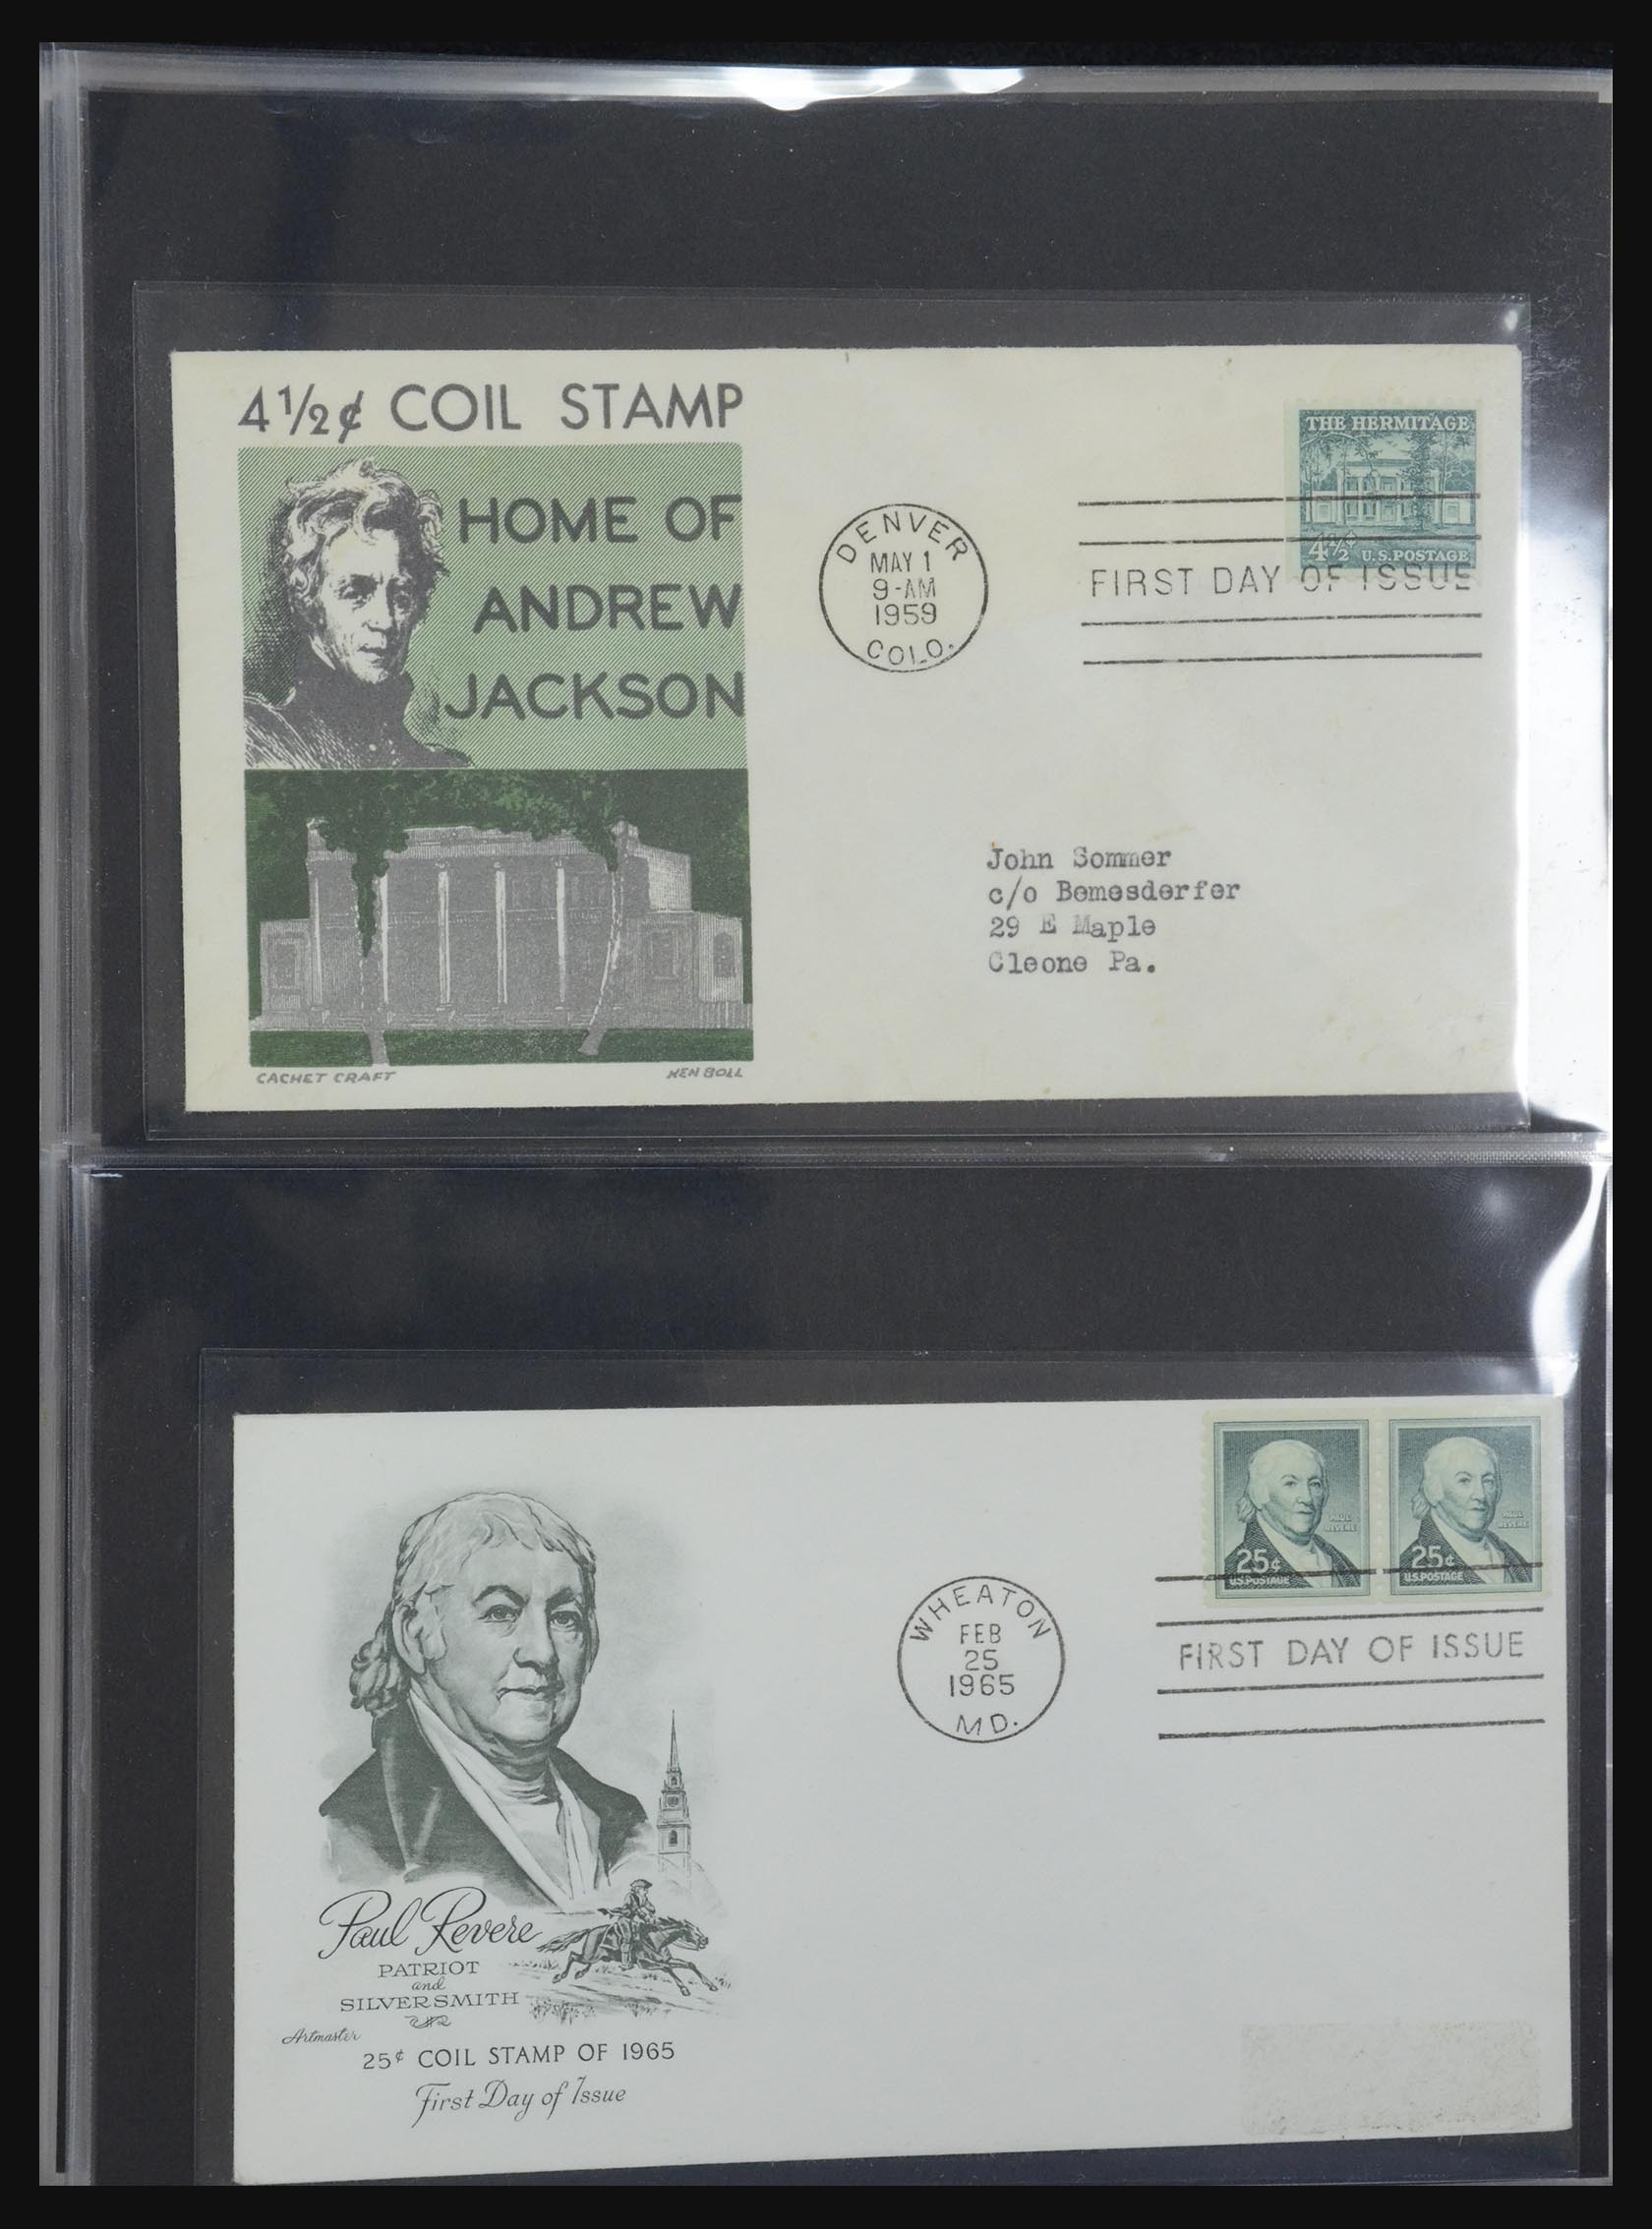 4½¢ COIL STAMP
HOME OF
ANDREW
JACKSON
CACHET CRAFT
KEN BOLL
DENVER
MAY 1
9-AM
1959
COLO.
THE HERMITAGE
4½¢ U.S.POSTAGE
FIRST DAY OF ISSUE
John Sommer
c/o Bemesderfer
29 E Maple
Cleone Pa.
Paul Revere
PATRIOT
and
SILVERSMITH
Artmaster
25¢ COIL STAMP OF 1965
First Day of Issue
WHEATON
FEB
25
1965
MD.
PAUL
REVERE
25¢
U.S.POSTAGE
PAUL
REVERE
25¢
U.S.POSTAGE
FIRST DAY OF ISSUE